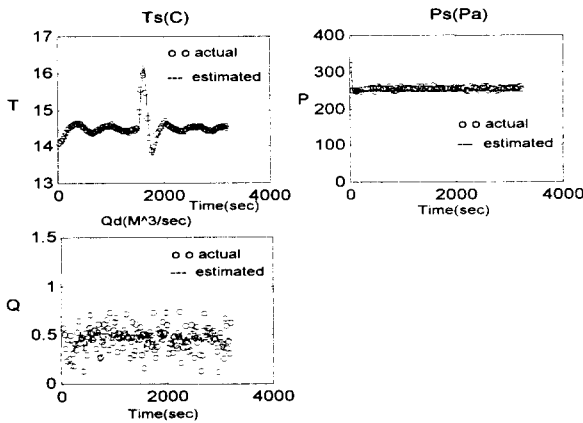 Ts(C)
17
16
15
14
13
T
o o actual
--- estimated
0
2000
4000
Time(sec)
Ps(Pa)
400
300
200
100
0
P
o o actual
— estimated
0
2000
4000
Time(sec)
Qd(M^3/sec)
1.5
1
0.5
0
Q
o o actual
--- estimated
0
2000
4000
Time(sec)